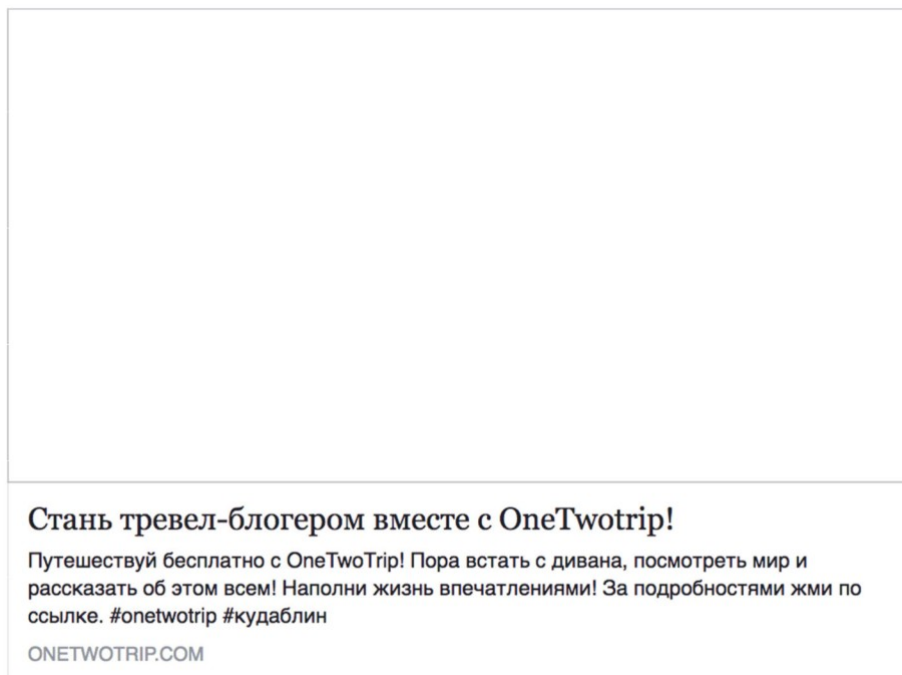 Стань тревел-блогером вместе с OneTwotrip!
Путешествуй бесплатно с OneTwoTrip! Пора встать с дивана, посмотреть мир и
рассказать об этом всем! Наполни жизнь впечатлениями! За подробностями жми по
ссылке. #onetwotrip #кудаблин
ONETWOTRIP.COM